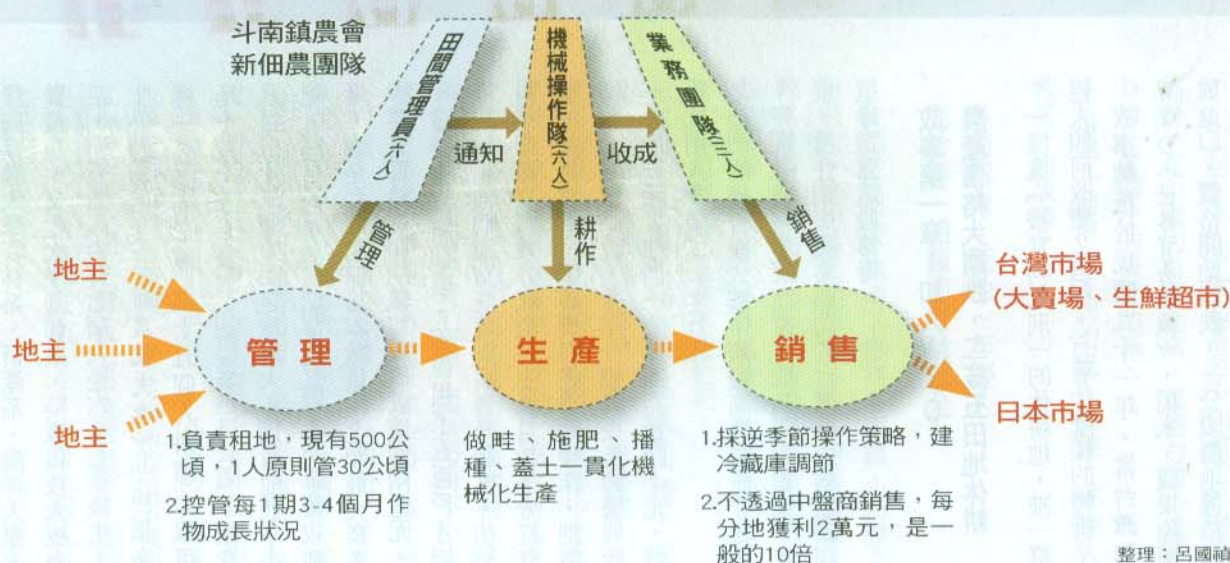 斗南鎮農會
新佃農團隊
田間管理員(六人)
機械操作隊(六人)
業務團隊(三人)
通知
收成
管理
耕作
銷售
地主
地主
地主
管理
生產
銷售
台灣市場
(大賣場、生鮮超市)
日本市場
1.負責租地，現有500公
頃，1人原則管30公頃
2.控管每1期3-4個月作
物成長狀況
做畦、施肥、播
種、蓋土一貫化機
械化生產
1.採逆季節操作策略，建
冷藏庫調節
2.不透過中盤商銷售，每
分地獲利2萬元，是一
般的10倍
整理：呂國禎